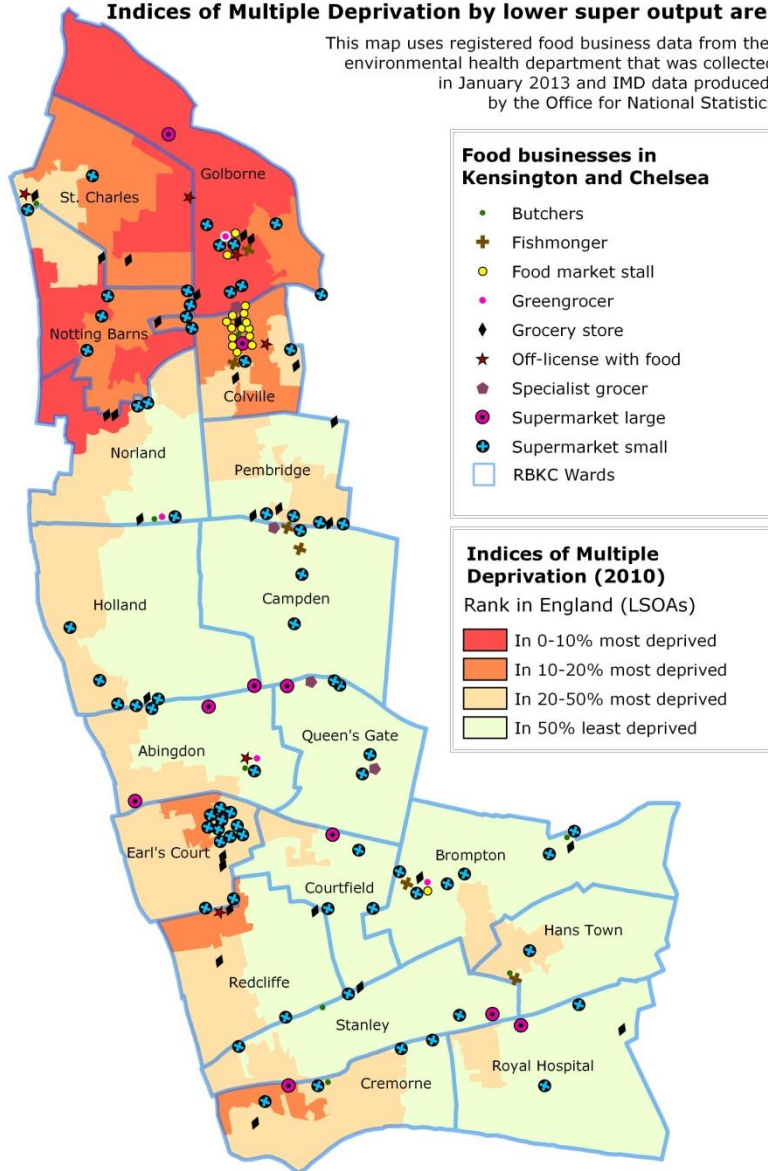 Indices of Multiple Deprivation by lower super output are
This map uses registered food business data from the
environmental health department that was collected
in January 2013 and IMD data produced
by the Office for National Statistic
Food businesses in
Kensington and Chelsea
Butchers
Fishmonger
Food market stall
Greengrocer
Grocery store
Off-license with food
Specialist grocer
Supermarket large
Supermarket small
RBKC Wards
Indices of Multiple
Deprivation (2010)
Rank in England (LSOAs)
In 0-10% most deprived
In 10-20% most deprived
In 20-50% most deprived
In 50% least deprived
Golborne
St. Charles
Notting Barns
Colville
Norland
Pembridge
Holland
Campden
Abingdon
Queen's Gate
Earl's Court
Brompton
Courtfield
Hans Town
Redcliffe
Stanley
Royal Hospital
Cremorne